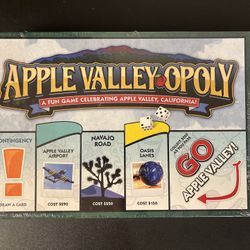 APPLE VALLEY-OPOLY
A FUN GAME CELEBRATING APPLE VALLEY, CALIFORNIA!
CONTINGENCY
DRAW A CARD
APPLE VALLEY
AIRPORT
COST $290
NAVAJO
ROAD
COST $220
OASIS
LANES
COST $150
GO
APPLE VALLEY!